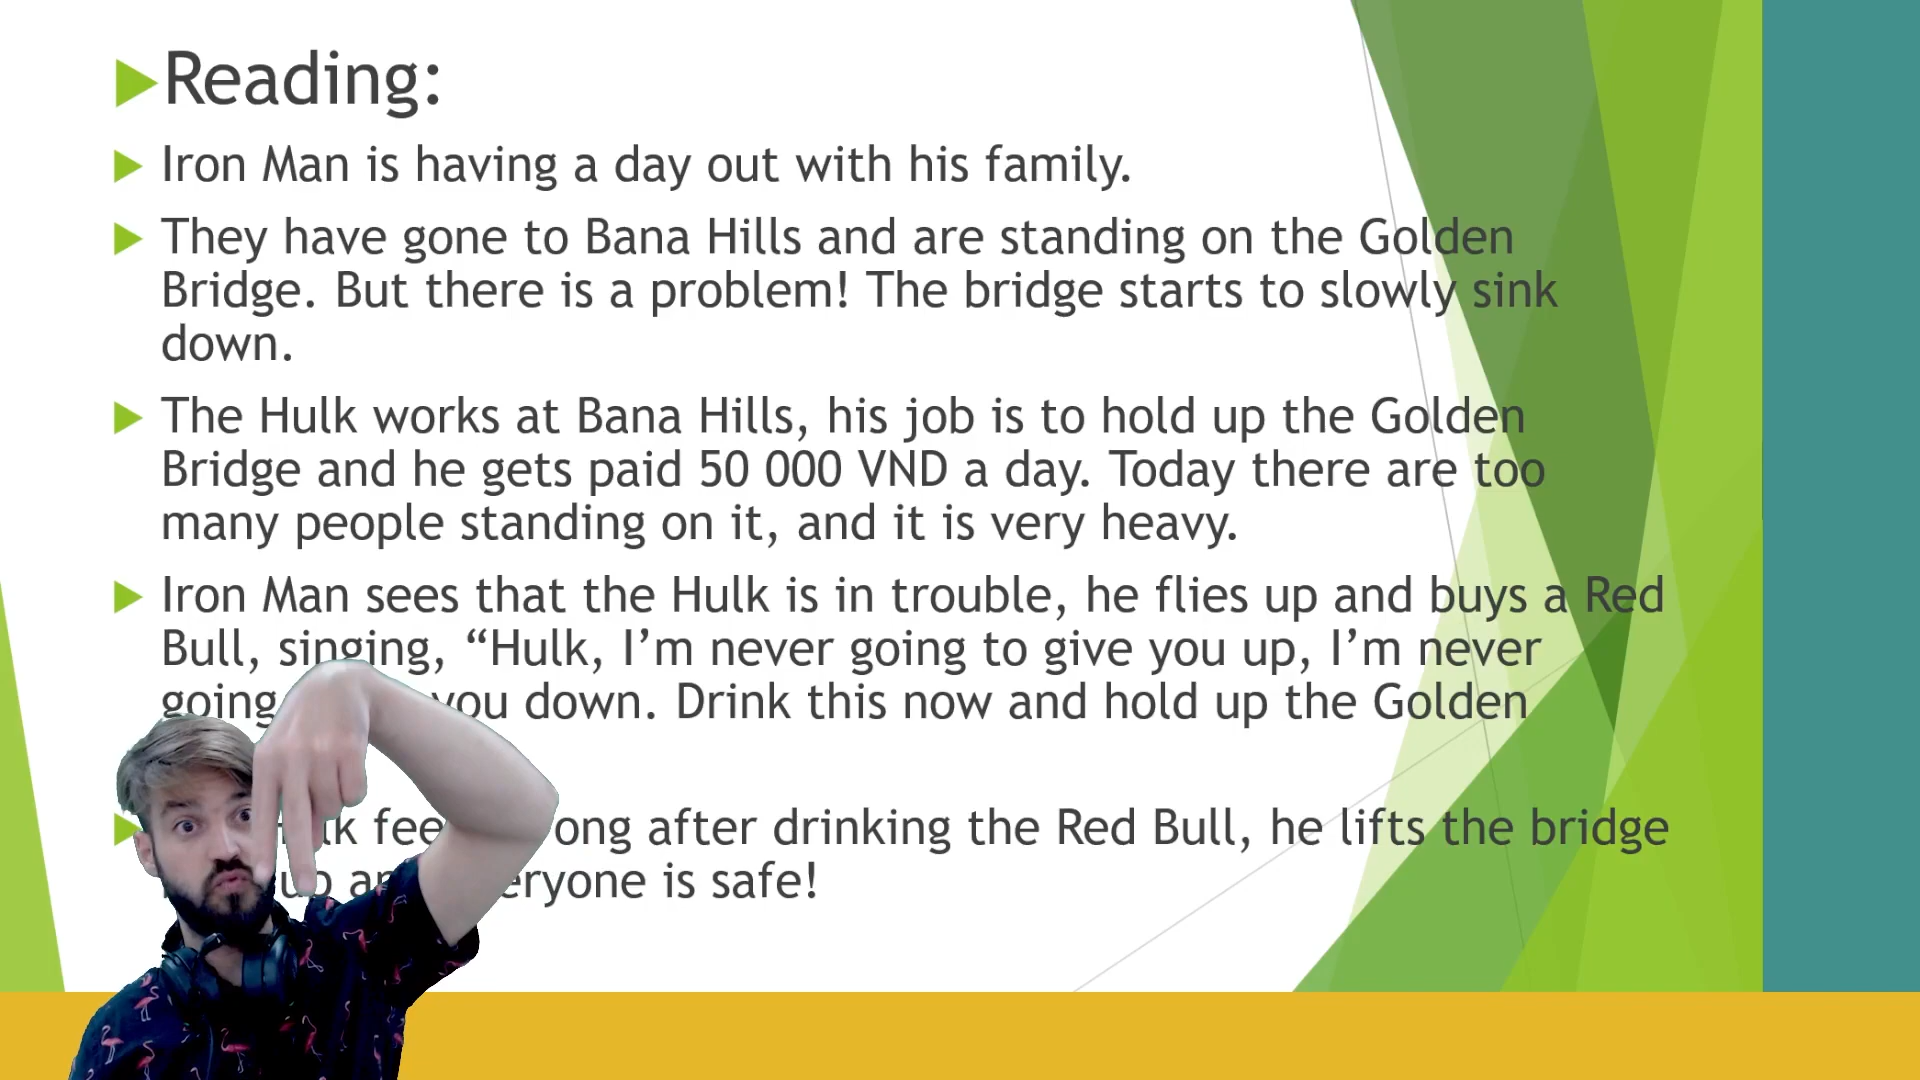 Reading:
Iron Man is having a day out with his family.
They have gone to Bana Hills and are standing on the Golden
Bridge. But there is a problem! The bridge starts to slowly sink
down.
The Hulk works at Bana Hills, his job is to hold up the Golden
Bridge and he gets paid 50 000 VND a day. Today there are too
many people standing on it, and it is very heavy.
Iron Man sees that the Hulk is in trouble, he flies up and buys a Red
Bull, singing, “Hulk, I’m never going to give you up, I’m never
going you down. Drink this now and hold up the Golden
after drinking the Red Bull, he lifts the bridge
up is safe!